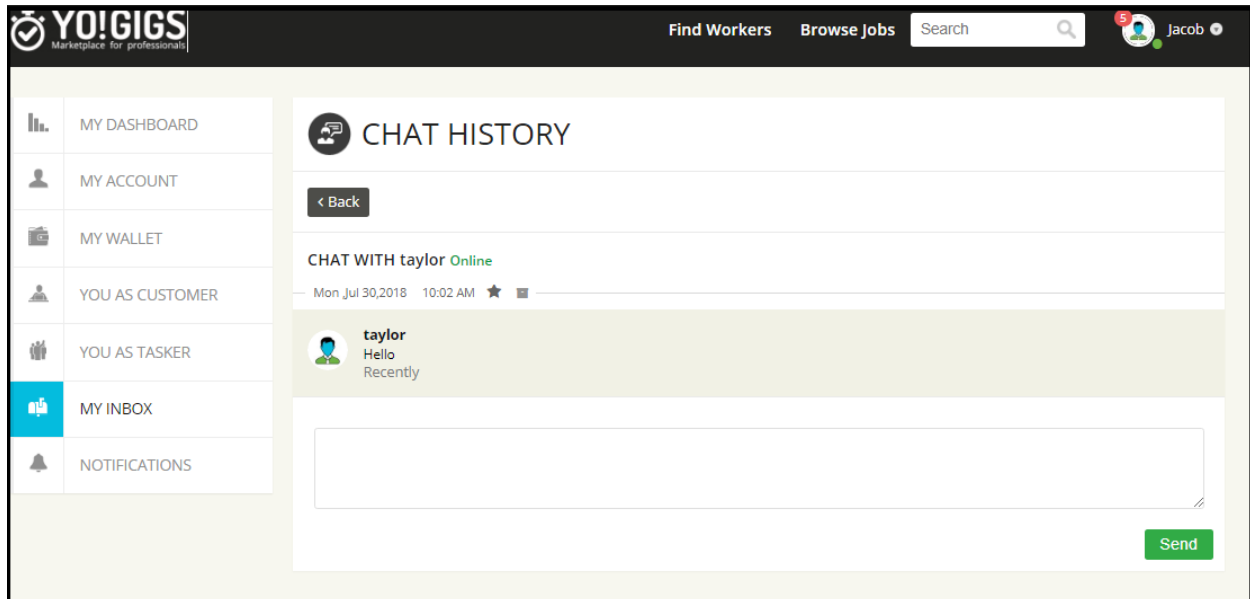 YO!GIGS
Marketplace for professionals
Find Workers Browse Jobs Search 5 Jacob
MY DASHBOARD
MY ACCOUNT
MY WALLET
YOU AS CUSTOMER
YOU AS TASKER
MY INBOX
NOTIFICATIONS
CHAT HISTORY
< Back
CHAT WITH taylor Online
Mon ,Jul 30,2018 10:02 AM
taylor
Hello
Recently
Send